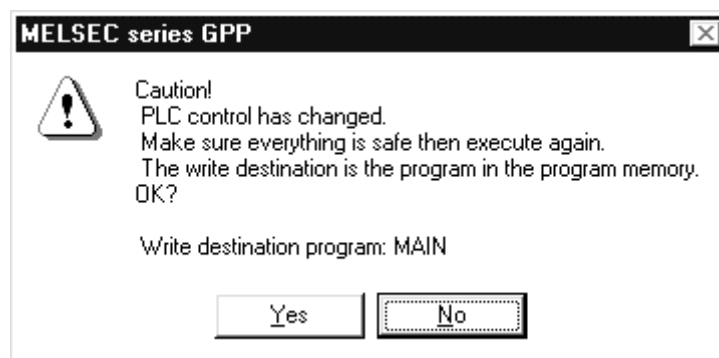 MELSEC series GPP
Caution!
PLC control has changed.
Make sure everything is safe then execute again.
The write destination is the program in the program memory.
OK?
Write destination program: MAIN
Yes
No